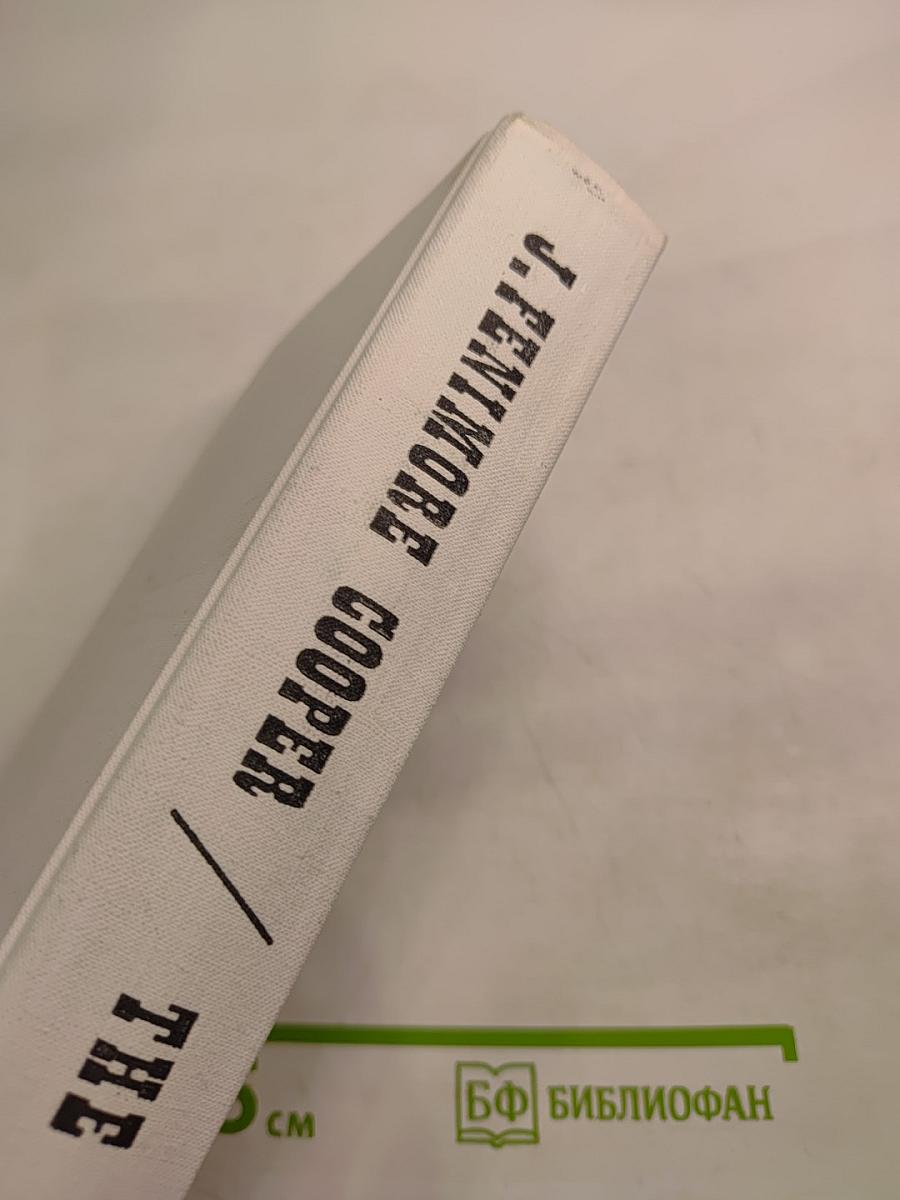 J. FENIMORE COOPER / THE
см
БФ БИБЛИОФАН